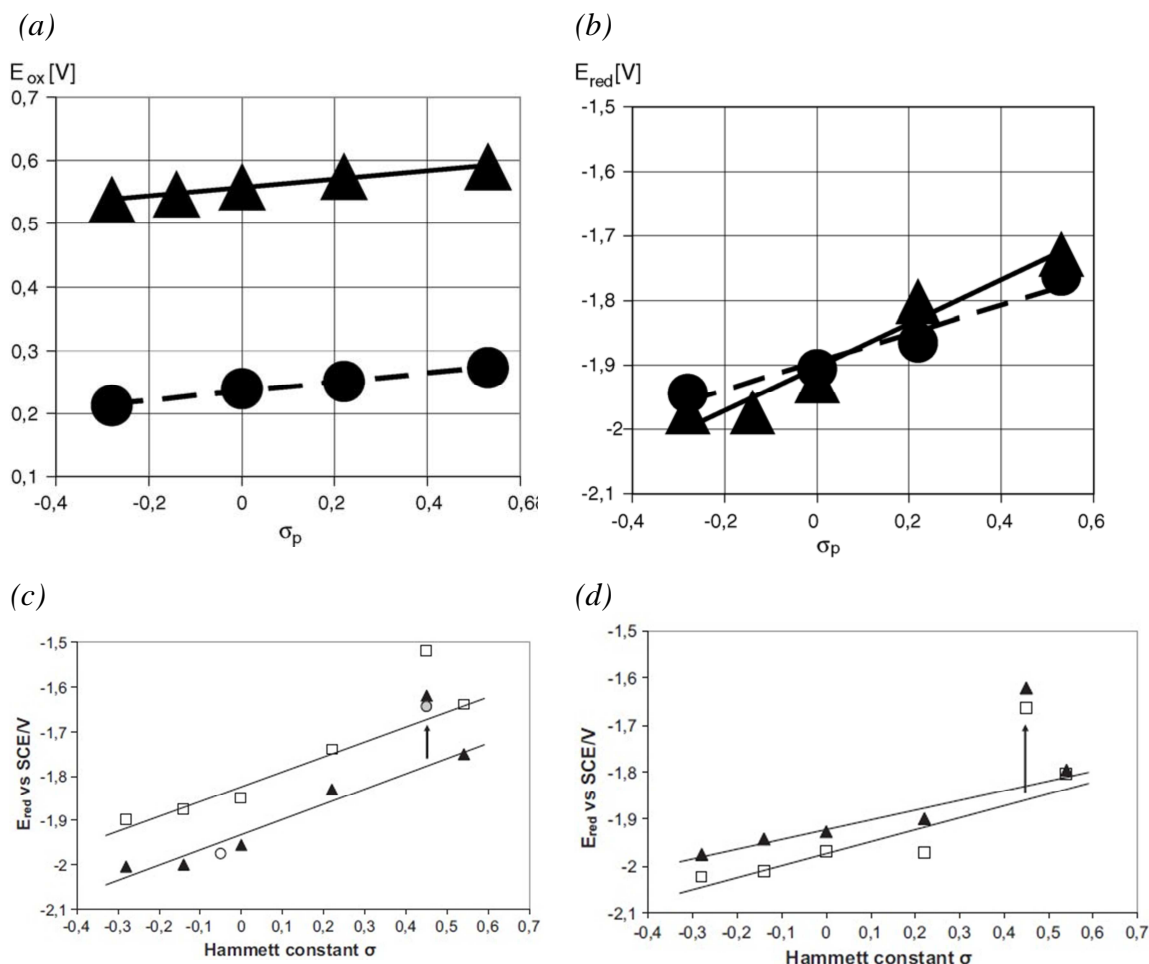 (a)
E ox [V]
0,7
0,6
0,5
0,4
0,3
0,2
0,1
-0,4 -0,2 0 0,2 0,4
σp
(b)
Ered[V]
-1,5
-1,6
-1,7
-1,8
-1,9
-2
-2,1
-0,4 -0,2 0 0,2 0,4 0,6
σp
(c)
Ered vs SCE/V
-1,5
-1,6
-1,7
-1,8
-1,9
-2
-2,1
-0,4 -0,3 -0,2 -0,1 0 0,1 0,2 0,3 0,4 0,5 0,6 0,7
Hammett constant σ
(d)
Ered vs SCE/V
-1,5
-1,6
-1,7
-1,8
-1,9
-2
-2,1
-0,4 -0,3 -0,2 -0,1 0 0,1 0,2 0,3 0,4 0,5 0,6 0,7
Hammett constant σ